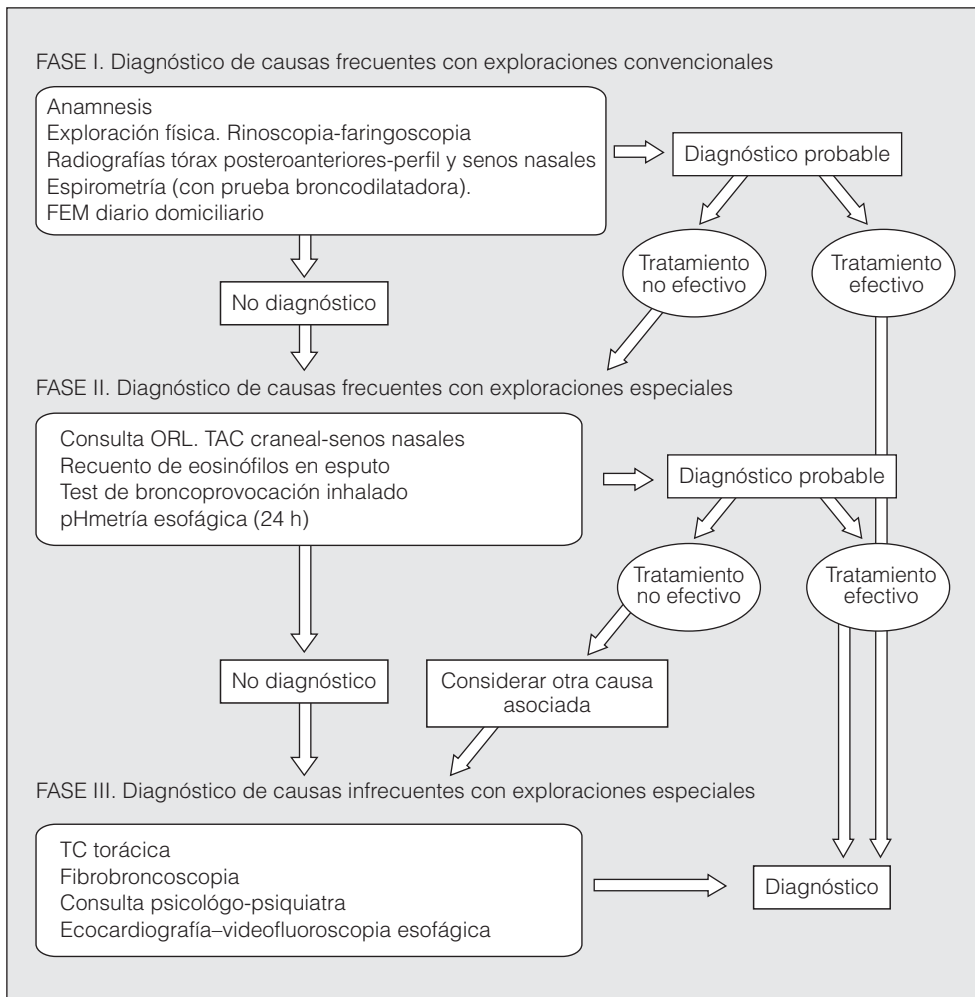 FASE I. Diagnóstico de causas frecuentes con exploraciones convencionales
Anamnesis
Exploración física. Rinoscopia-faringoscopia
Radiografías tórax posteroanteriores-perfil y senos nasales
Espirometría (con prueba broncodilatadora).
FEM diario domiciliario
Diagnóstico probable
Tratamiento
no efectivo
Tratamiento
efectivo
No diagnóstico
FASE II. Diagnóstico de causas frecuentes con exploraciones especiales
Consulta ORL. TAC craneal-senos nasales
Recuento de eosinófilos en esputo
Test de broncoprovocación inhalado
pHmetría esofágica (24 h)
Diagnóstico probable
Tratamiento
no efectivo
Tratamiento
efectivo
No diagnóstico
Considerar otra causa
asociada
FASE III. Diagnóstico de causas infrecuentes con exploraciones especiales
TC torácica
Fibrobroncoscopia
Consulta psicológo-psiquiatra
Ecocardiografía–videofluoroscopia esofágica
Diagnóstico